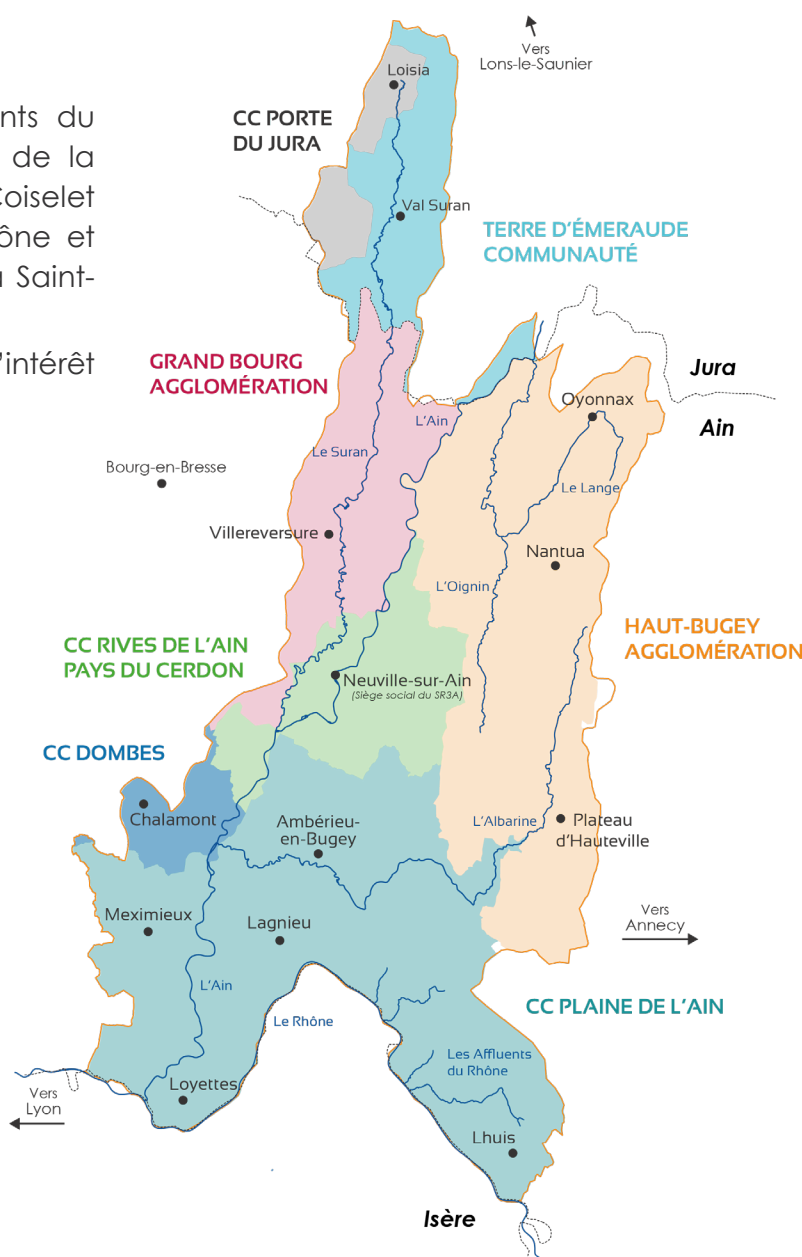 Vers
Lons-le-Saunier
Loisia
nts du
de la
Coiselet
ône et
à Saint-
'intérêt
CC PORTE
DU JURA
Val Suran
TERRE D'ÉMERAUDE
COMMUNAUTÉ
GRAND BOURG
AGGLOMÉRATION
Jura
Oyonnax
Ain
L'Ain
Le Suran
Bourg-en-Bresse
Le Lange
Villereversure
Nantua
L'Oignin
CC RIVES DE L'AIN
PAYS DU CERDON
HAUT-BUGEY
AGGLOMÉRATION
Neuville-sur-Ain
(Siège social du SR3A)
CC DOMBES
Chalamont
Ambérieu-
en-Bugey
L'Albarine
Plateau
d'Hauteville
Meximieux
Lagnieu
Vers
Annecy
L'Ain
Le Rhône
CC PLAINE DE L'AIN
Les Affluents
du Rhône
Vers
Lyon
Loyettes
Lhuis
Isère